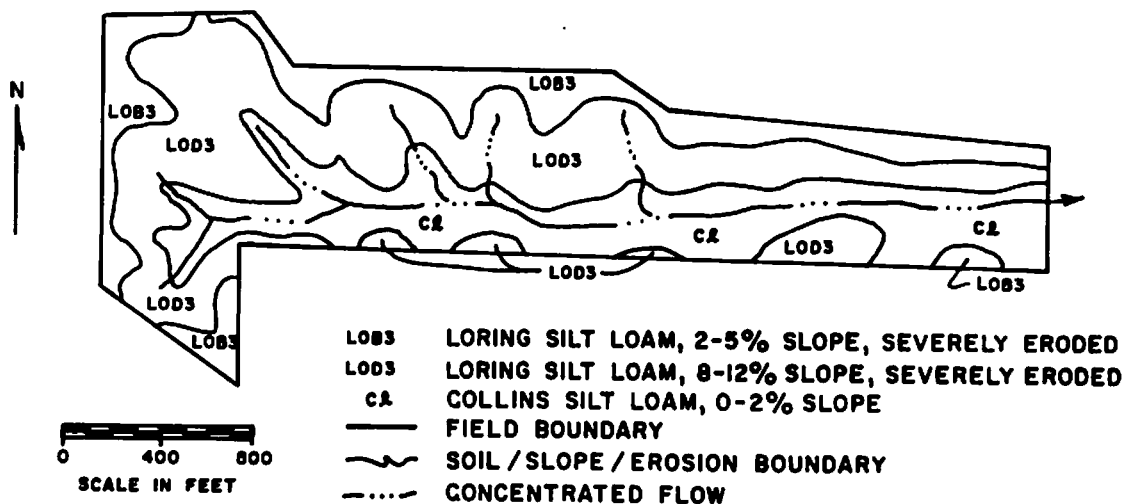 LOB3
N
LOB3
LOD3
LOD3
Cl
Cl
Cl
LOD3
LOD3
LOD3
LOB3
LOB3
LOB3 LORING SILT LOAM, 2-5% SLOPE, SEVERELY ERODED
LOD3 LORING SILT LOAM, 8-12% SLOPE, SEVERELY ERODED
Cl COLLINS SILT LOAM, 0-2% SLOPE
FIELD BOUNDARY
SOIL / SLOPE / EROSION BOUNDARY
CONCENTRATED FLOW
0 400 800
SCALE IN FEET